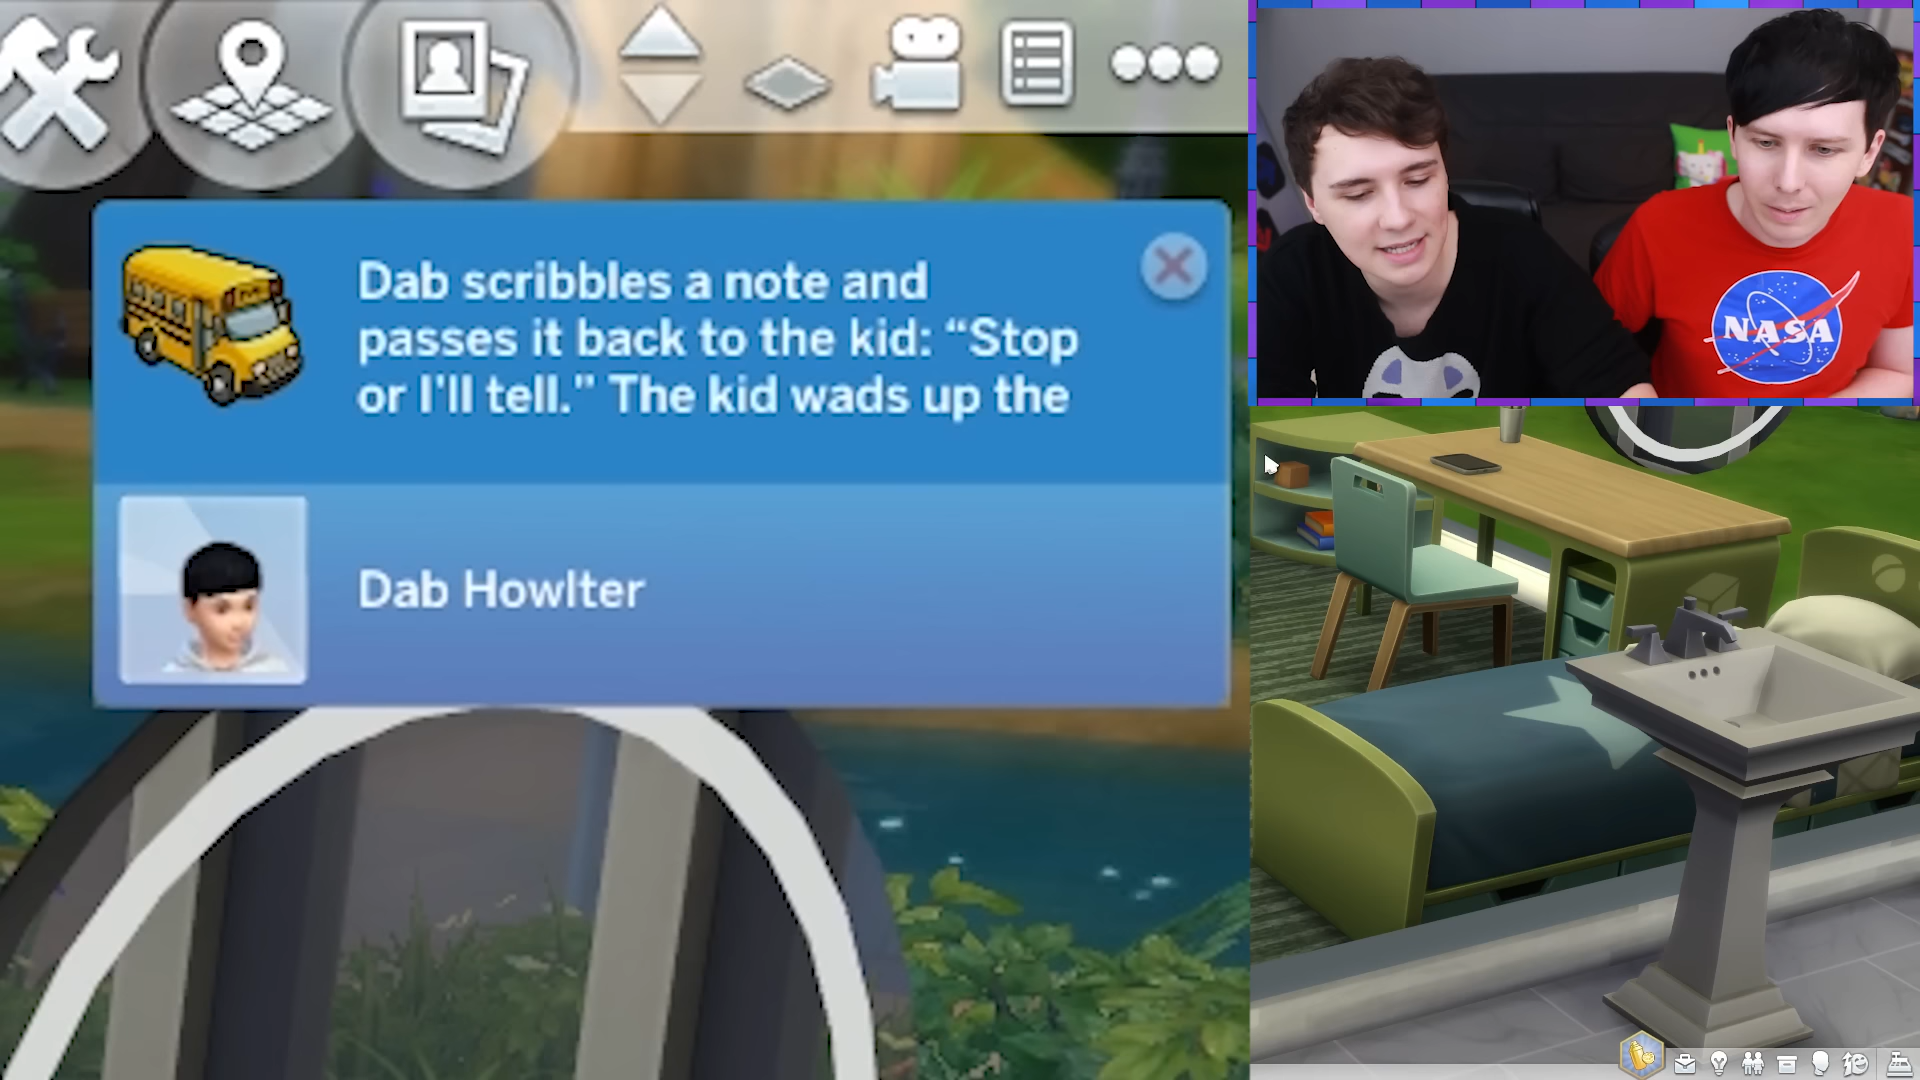 Dab scribbles a note and
passes it back to the kid: “Stop
or I'll tell.” The kid wads up the
Dab Howlter
NASA